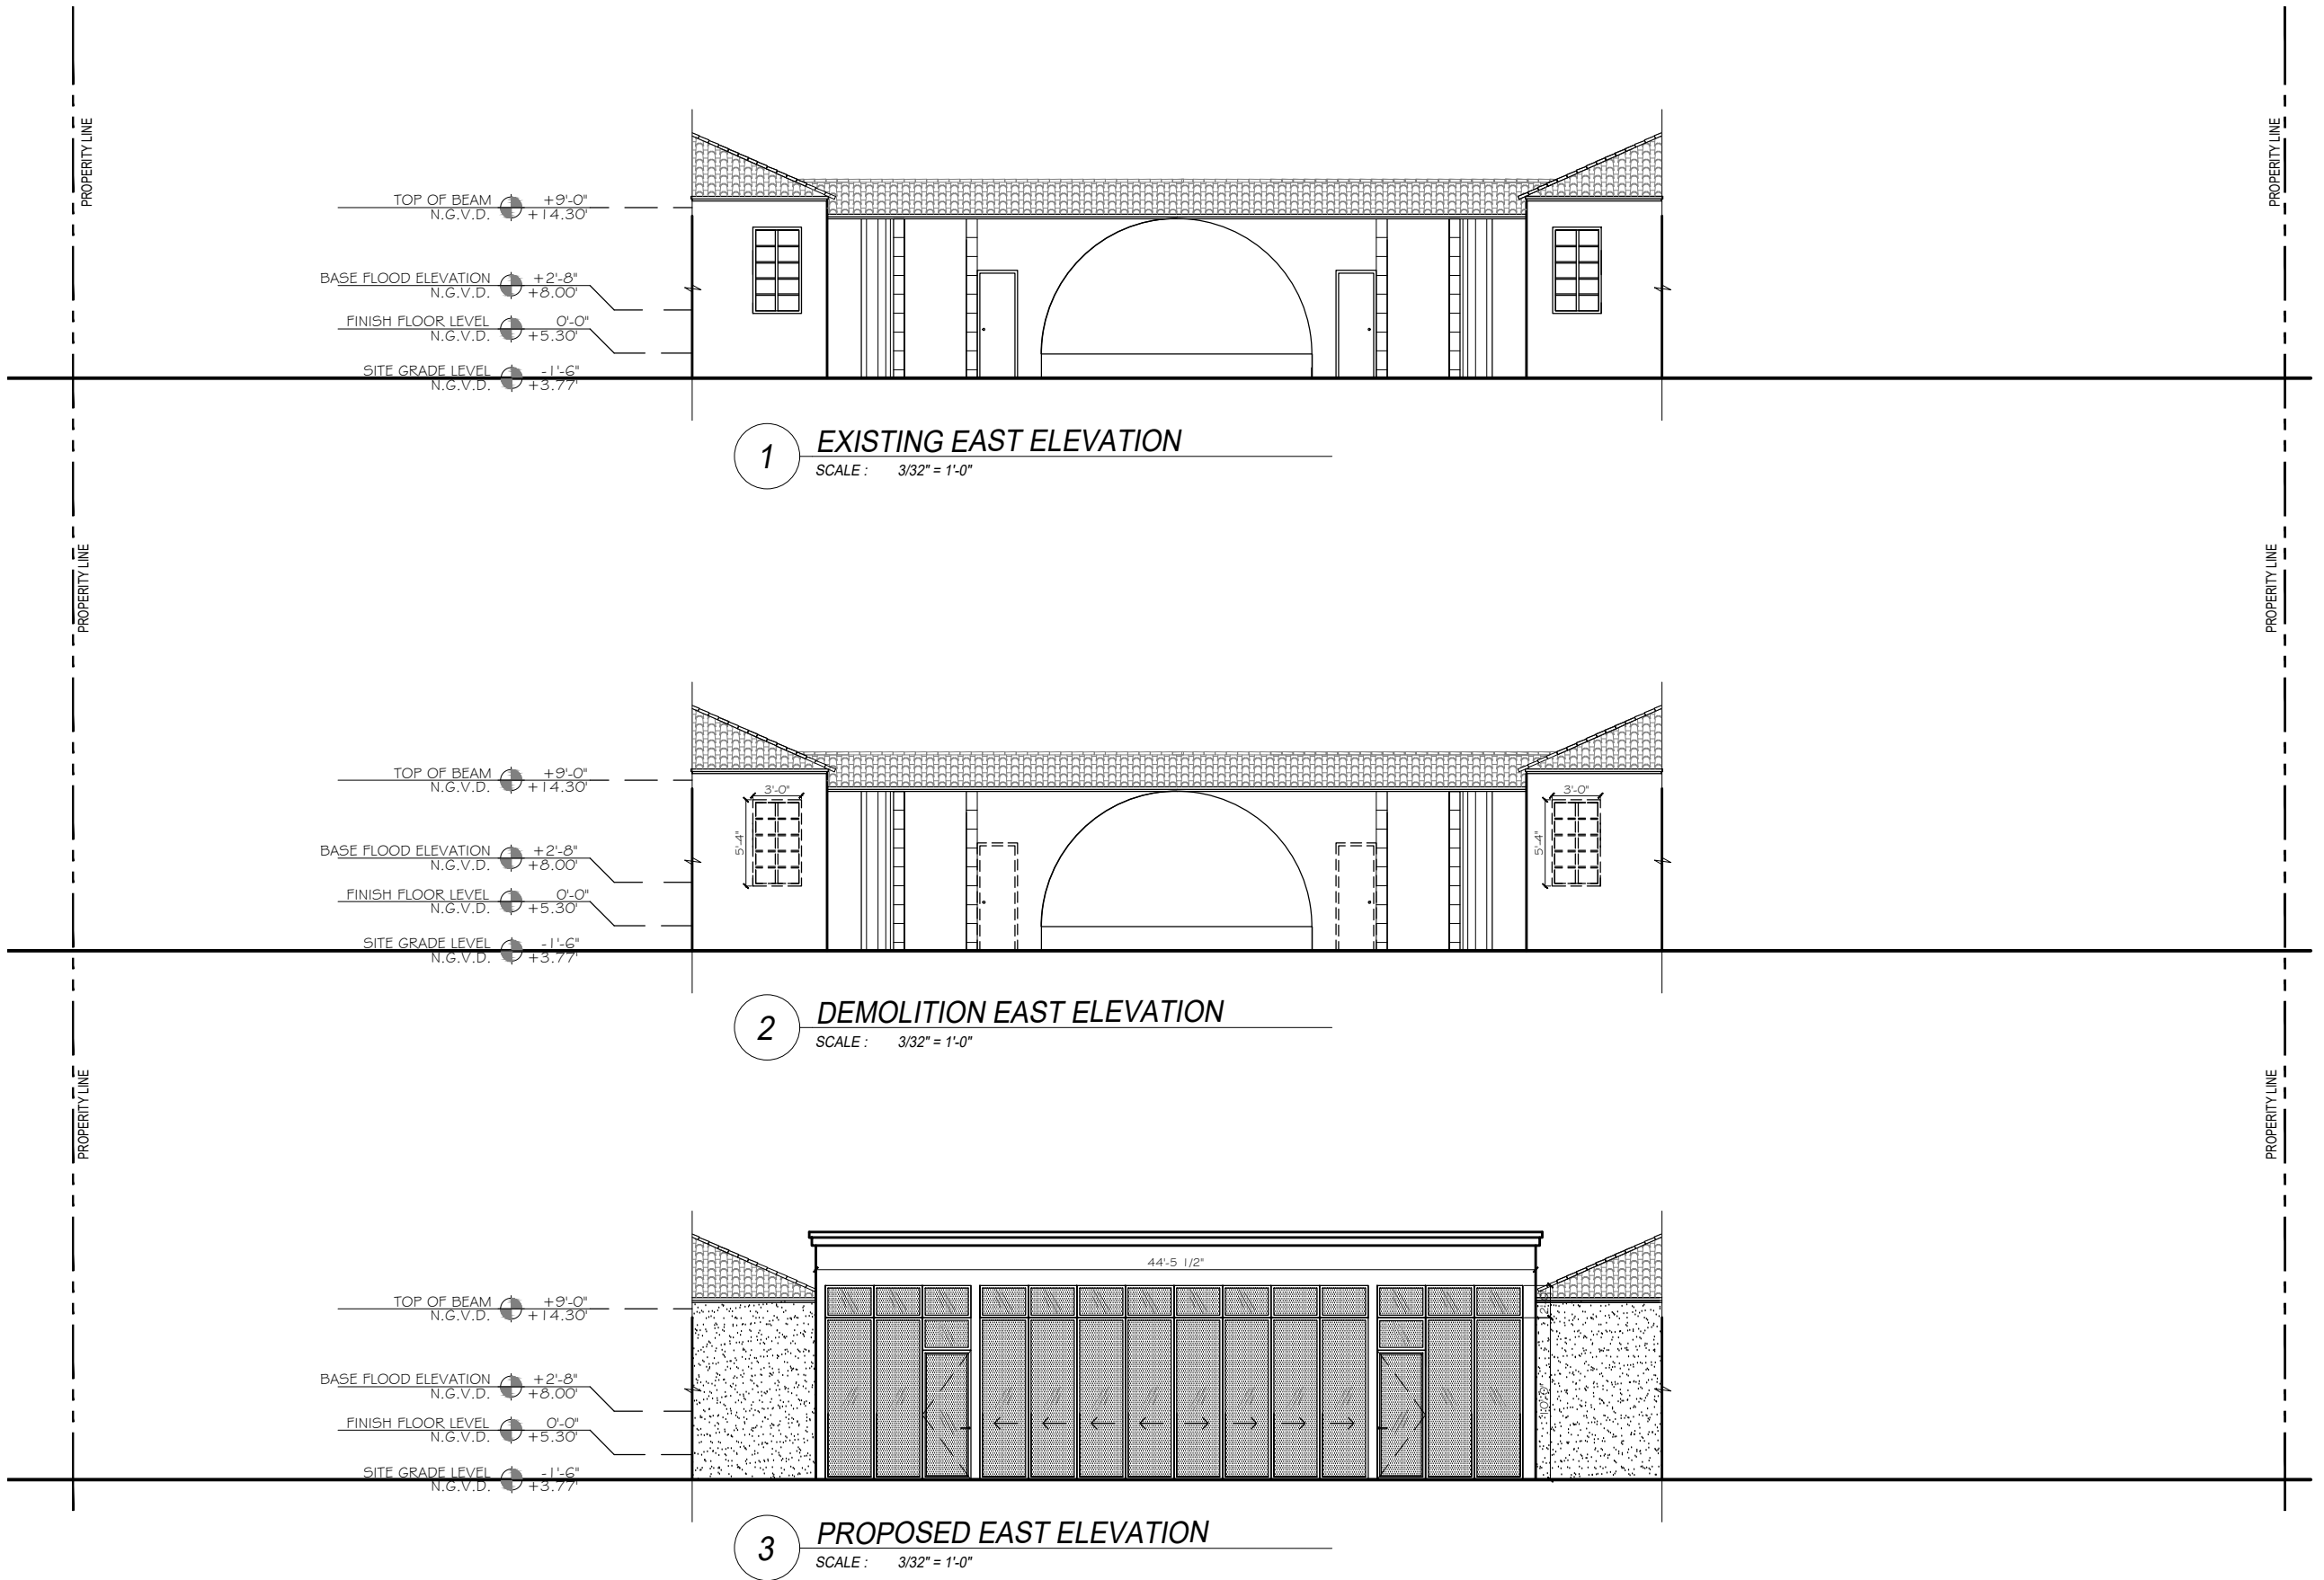 PROPERITY LINE
PROPERITY LINE
TOP OF BEAM +9'-0"
N.G.V.D. +14.30'
BASE FLOOD ELEVATION +2'-8"
N.G.V.D. +8.00'
FINISH FLOOR LEVEL 0'-0"
N.G.V.D. +5.30'
SITE GRADE LEVEL -1'-6"
N.G.V.D. +3.77'
1 EXISTING EAST ELEVATION
SCALE : 3/32" = 1'-0"
PROPERITY LINE
PROPERITY LINE
TOP OF BEAM +9'-0"
N.G.V.D. +14.30'
3'-0"
5'-4"
3'-0"
5'-4"
BASE FLOOD ELEVATION +2'-8"
N.G.V.D. +8.00'
FINISH FLOOR LEVEL 0'-0"
N.G.V.D. +5.30'
SITE GRADE LEVEL -1'-6"
N.G.V.D. +3.77'
2 DEMOLITION EAST ELEVATION
SCALE : 3/32" = 1'-0"
PROPERITY LINE
PROPERITY LINE
44'-5 1/2"
TOP OF BEAM +9'-0"
N.G.V.D. +14.30'
BASE FLOOD ELEVATION +2'-8"
N.G.V.D. +8.00'
FINISH FLOOR LEVEL 0'-0"
N.G.V.D. +5.30'
SITE GRADE LEVEL -1'-6"
N.G.V.D. +3.77'
3 PROPOSED EAST ELEVATION
SCALE : 3/32" = 1'-0"